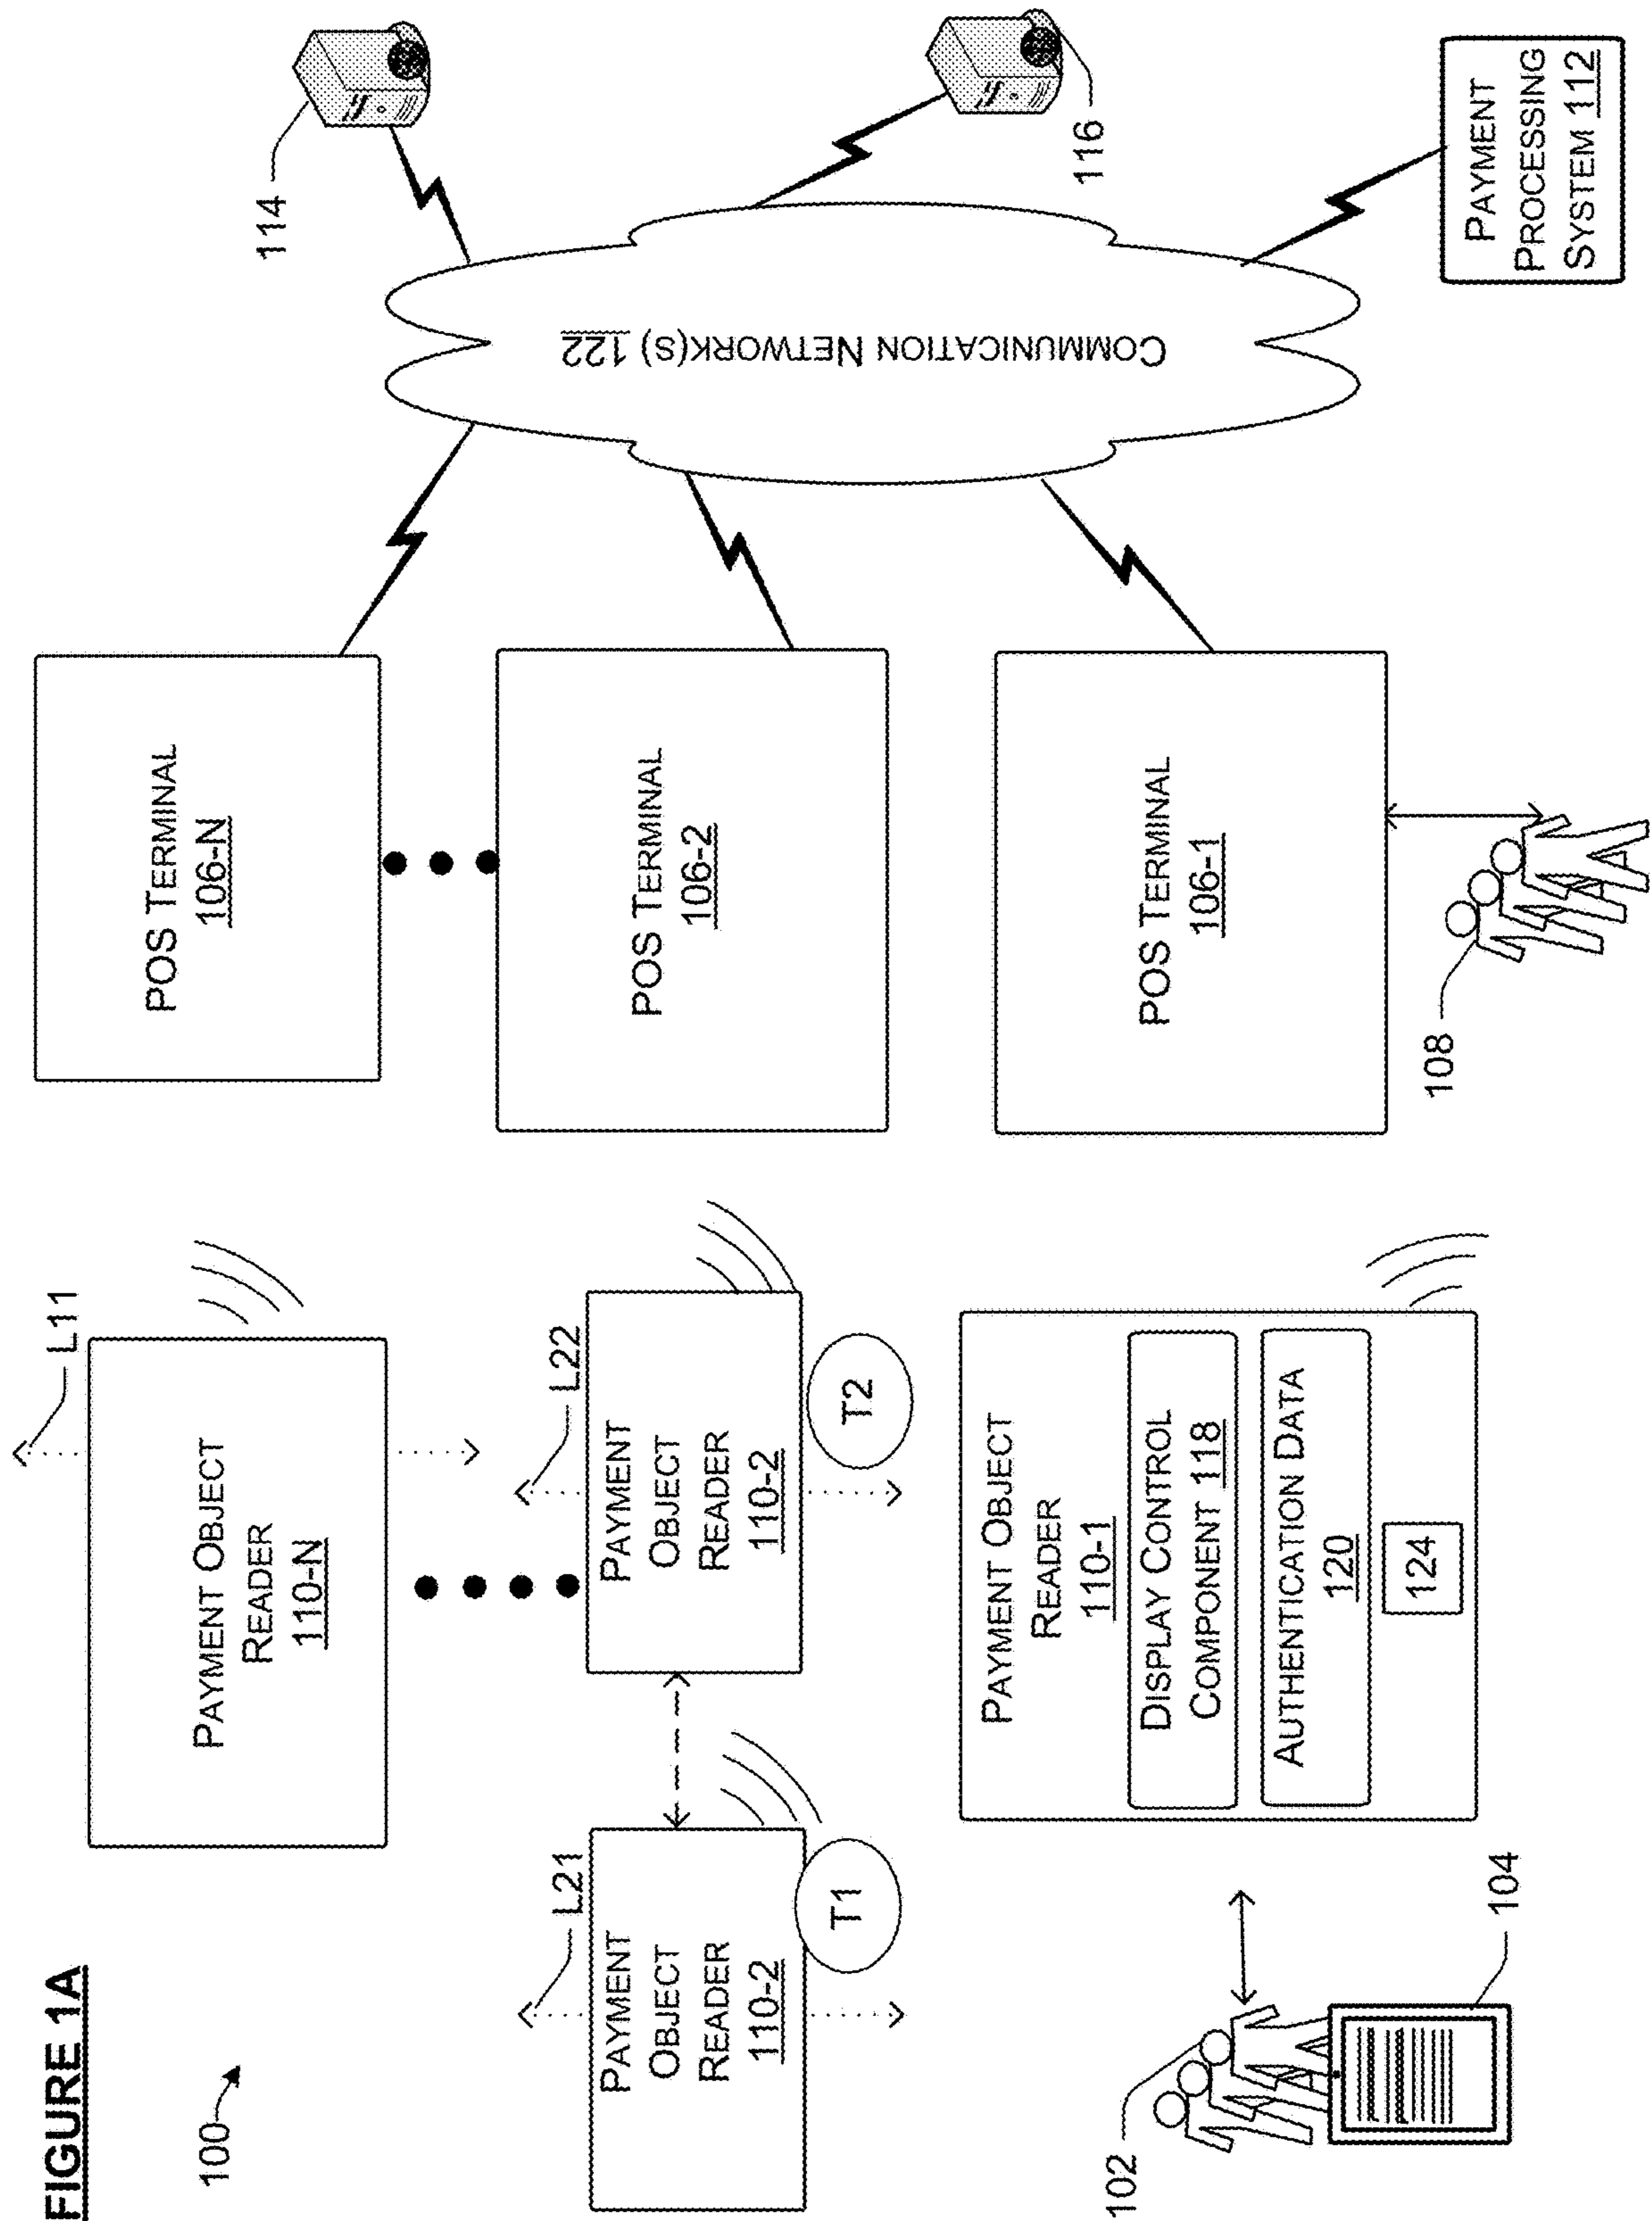 FIGURE 1A
100
L11
PAYMENT OBJECT
READER
110-N
POS TERMINAL
106-N
114
L21
PAYMENT
OBJECT
READER
110-2
T1
L22
PAYMENT
OBJECT
READER
110-2
T2
POS TERMINAL
106-2
COMMUNICATION NETWORK(S) 122
116
102
104
PAYMENT OBJECT
READER
110-1
DISPLAY CONTROL
COMPONENT 118
AUTHENTICATION DATA
120
124
POS TERMINAL
106-1
108
PAYMENT
PROCESSING
SYSTEM 112